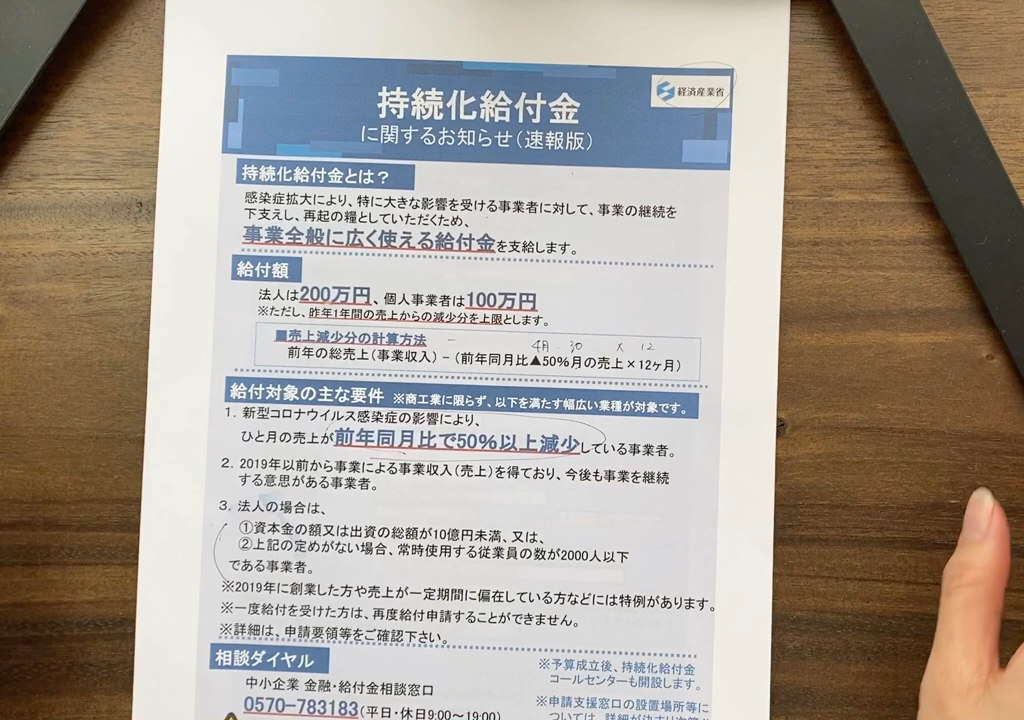 経済産業省
持続化給付金
に関するお知らせ(速報版)
持続化給付金とは?
感染症拡大により、特に大きな影響を受ける事業者に対して、事業の継続を
下支えし、再起の糧としていただくため、
事業全般に広く使える給付金を支給します。
給付額
法人は200万円、個人事業者は100万円
※ただし、昨年1年間の売上からの減少分を上限とします。
■売上減少分の計算方法
4月 30 x 12
前年の総売上(事業収入)-(前年同月比▲50%月の売上×12ヶ月)
給付対象の主な要件 ※商工業に限らず、以下を満たす幅広い業種が対象です。
1. 新型コロナウイルス感染症の影響により、
ひと月の売上が前年同月比で50%以上減少している事業者。
2. 2019年以前から事業による事業収入(売上)を得ており、今後も事業を継続
する意思がある事業者。
3. 法人の場合は、
①資本金の額又は出資の総額が10億円未満、又は、
②上記の定めがない場合、常時使用する従業員の数が2000人以下
である事業者。
※2019年に創業した方や売上が一定期間に偏在している方などには特例があります。
※一度給付を受けた方は、再度給付申請することができません。
※詳細は、申請要領等をご確認下さい。
相談ダイヤル
中小企業 金融・給付金相談窓口
0570-783183(平日・休日9:00～19:00)
※予算成立後、持続化給付金
コールセンターも開設します。
※申請支援窓口の設置場所等に